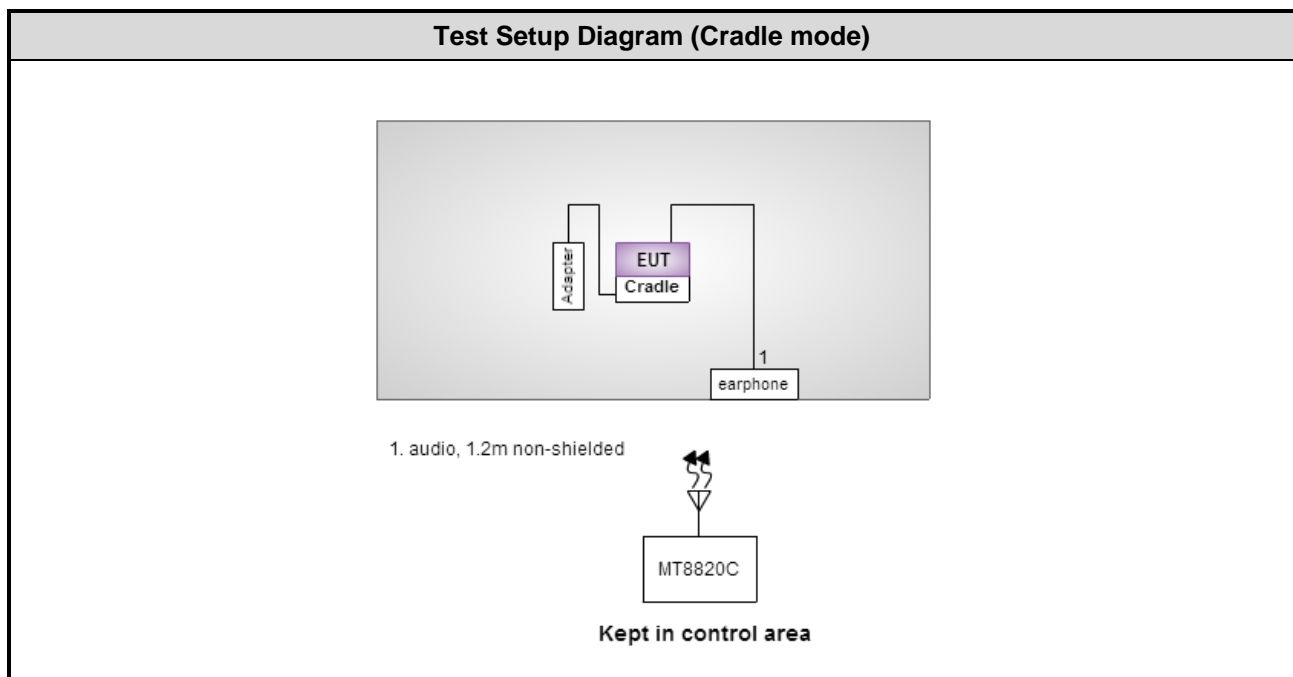 Test Setup Diagram (Cradle mode)
EUT
Adapter
Cradle
1
earphone
1. audio, 1.2m non-shielded
MT8820C
Kept in control area